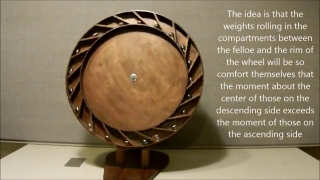 The idea is that the
weights rolling in the
compartments between
the felloe and the rim of
the wheel will be so
comfort themselves that
the moment about the
center of those on the
descending side exceeds
the moment of those on
the ascending side